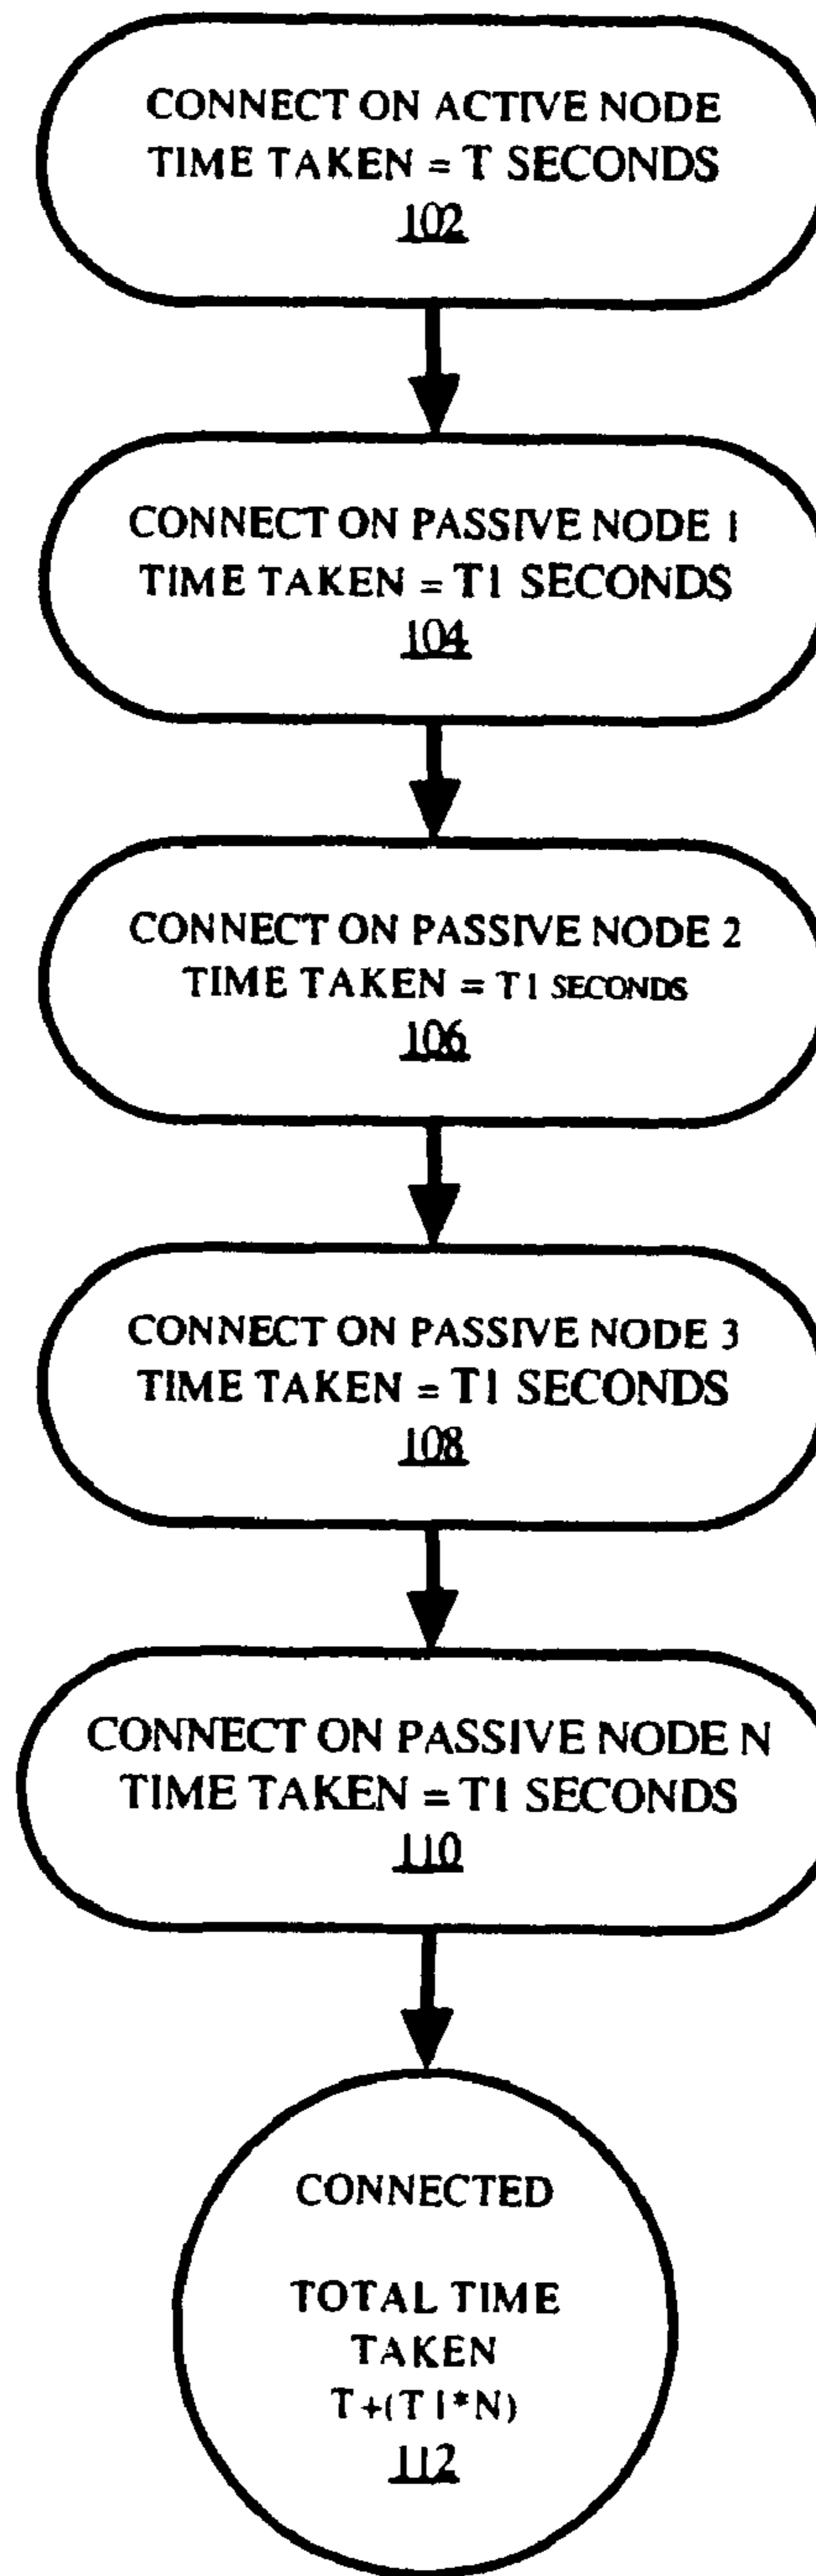 CONNECT ON ACTIVE NODE
TIME TAKEN = T SECONDS
102
CONNECT ON PASSIVE NODE 1
TIME TAKEN = T1 SECONDS
104
CONNECT ON PASSIVE NODE 2
TIME TAKEN = T1 SECONDS
106
CONNECT ON PASSIVE NODE 3
TIME TAKEN = T1 SECONDS
108
CONNECT ON PASSIVE NODE N
TIME TAKEN = T1 SECONDS
110
CONNECTED
TOTAL TIME
TAKEN
T+(T1*N)
112